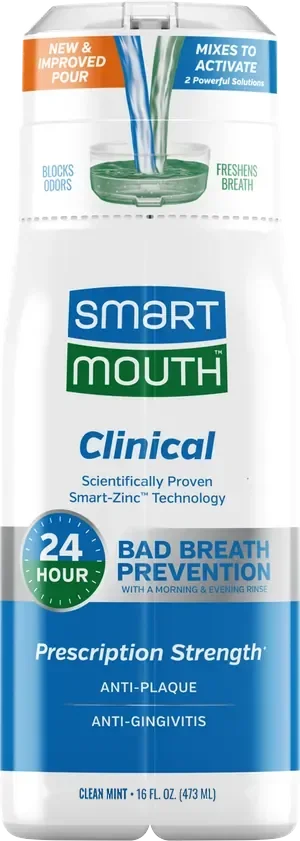 NEW &
IMPROVED
POUR
MIXES TO
ACTIVATE
2 Powerful Solutions
BLOCKS
ODORS
FRESHENS
BREATH
SMART
MOUTH™
Clinical
Scientifically Proven
Smart-Zinc™ Technology
24
HOUR
BAD BREATH
PREVENTION
WITH A MORNING & EVENING RINSE
Prescription Strength*
ANTI-PLAQUE
ANTI-GINGIVITIS
CLEAN MINT • 16 FL. OZ. (473 ML)